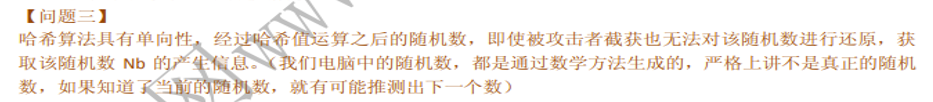 【问题三】
哈希算法具有单向性，经过哈希值运算之后的随机数，即使被攻击者截获也无法对该随机数进行还原，获
取该随机数 Nb 的产生信息。（我们电脑中的随机数，都是通过数学方法生成的，严格上讲不是真正的随机
数，如果知道了当前的随机数，就有可能推测出下一个数）